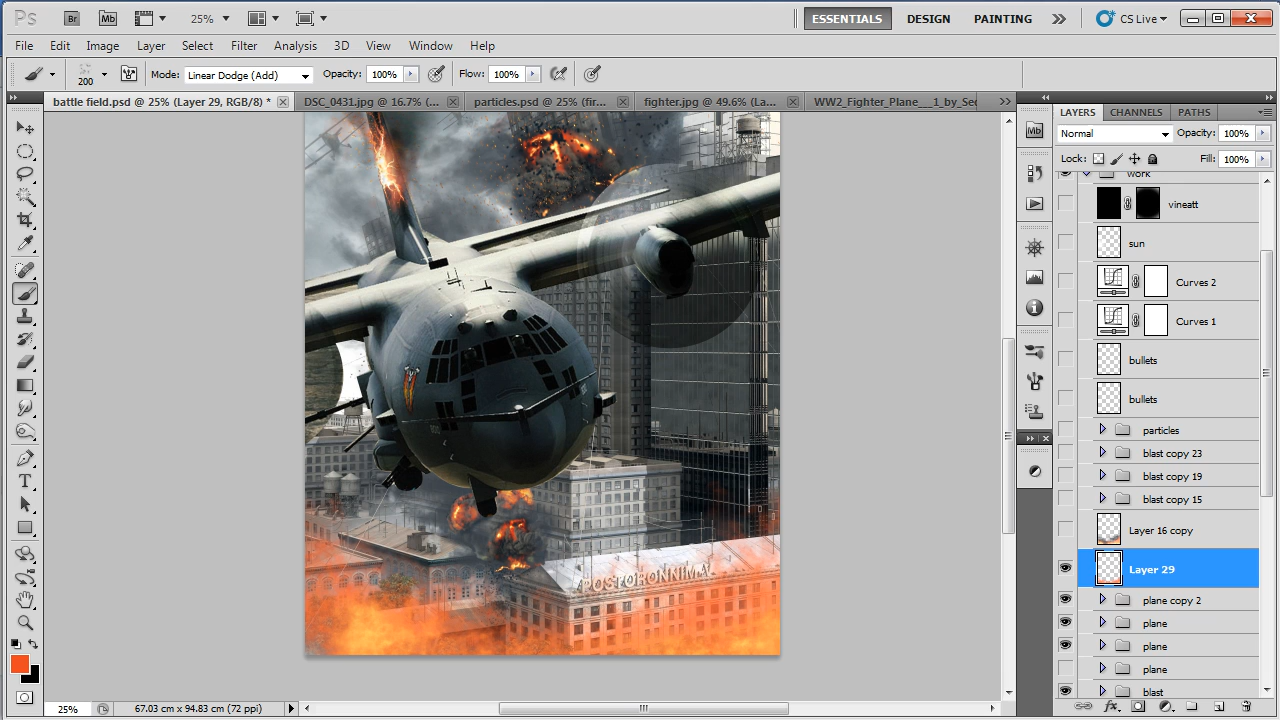 Ps Br Mb 25% ESSENTIALS DESIGN PAINTING CS Live
File Edit Image Layer Select Filter Analysis 3D View Window Help
200 Mode: Linear Dodge (Add) Opacity: 100% Flow: 100%
battle field.psd @ 25% (Layer 29, RGB/8) * DSC_0431.jpg @ 16.7% (... particles.psd @ 25% (fir... fighter.jpg @ 49.6% (La... WW2_Fighter_Plane___1_by_Sec
LAYERS CHANNELS PATHS
Mb
Normal Opacity: 100%
Lock: Fill: 100%
work
vineatt
sun
Curves 2
Curves 1
bullets
bullets
particles
blast copy 23
blast copy 19
blast copy 15
Layer 16 copy
Layer 29
plane copy 2
plane
plane
plane
blast
POSTORONNIMV
T
25% 67.03 cm x 94.83 cm (72 ppi)
fx